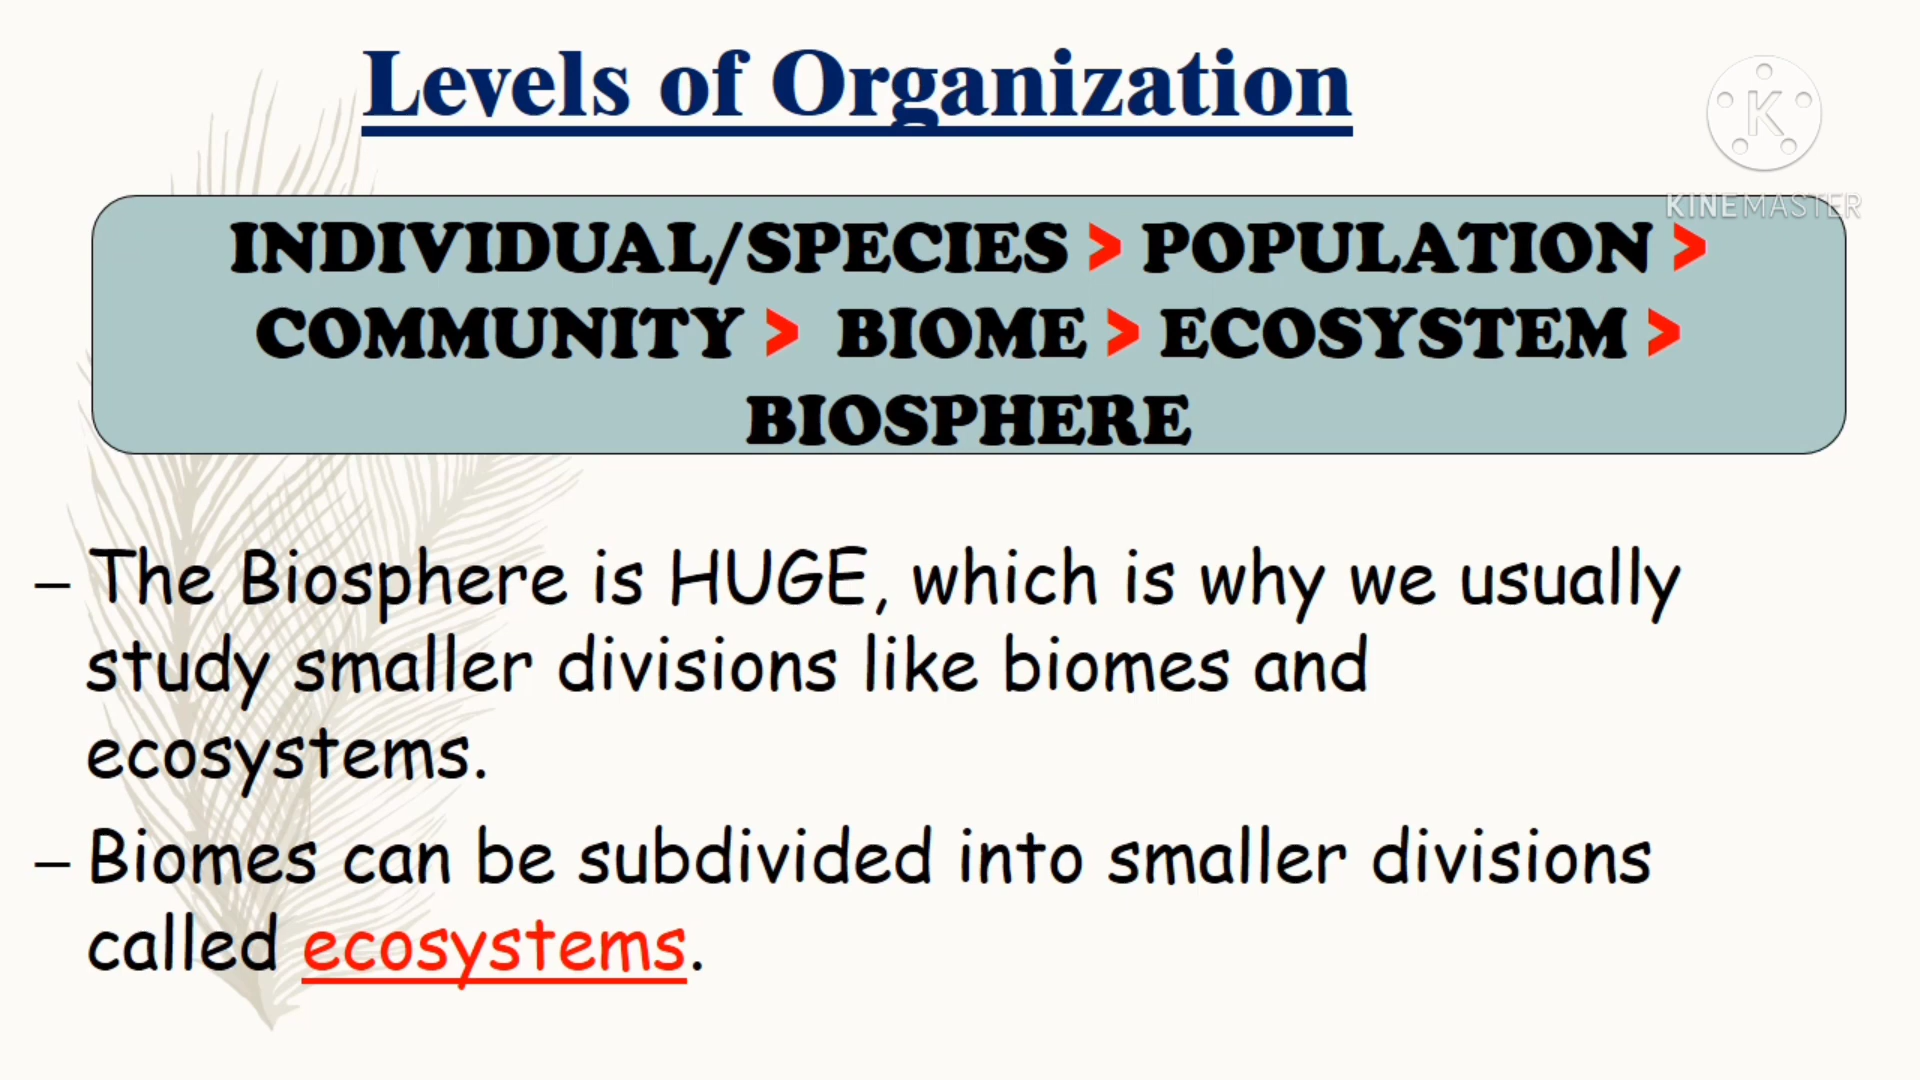 Levels of Organization
K
KINEMASTER
INDIVIDUAL/SPECIES > POPULATION >
COMMUNITY > BIOME > ECOSYSTEM >
BIOSPHERE
– The Biosphere is HUGE, which is why we usually
study smaller divisions like biomes and
ecosystems.
– Biomes can be subdivided into smaller divisions
called ecosystems.